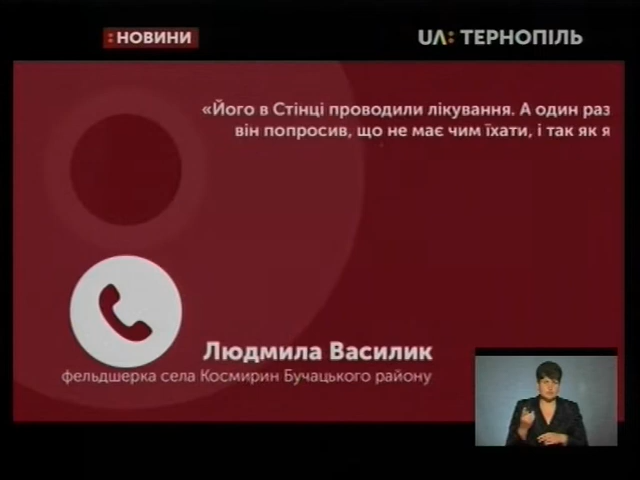 :НОВИНИ
UA: ТЕРНОПІЛЬ
«Його в Стінці проводили лікування. А один раз
він попросив, що не має чим їхати, і так як я
Людмила Василик
фельдшерка села Космирин Бучацького району